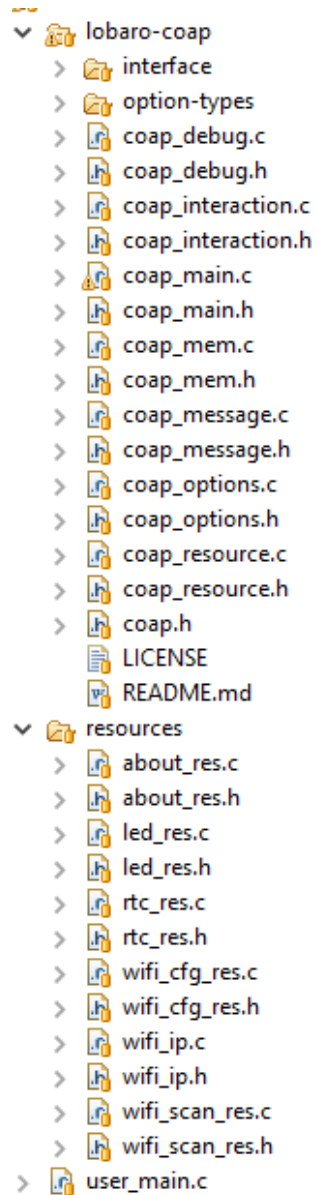 lobaro-coap
interface
option-types
coap_debug.c
coap_debug.h
coap_interaction.c
coap_interaction.h
coap_main.c
coap_main.h
coap_mem.c
coap_mem.h
coap_message.c
coap_message.h
coap_options.c
coap_options.h
coap_resource.c
coap_resource.h
coap.h
LICENSE
README.md
resources
about_res.c
about_res.h
led_res.c
led_res.h
rtc_res.c
rtc_res.h
wifi_cfg_res.c
wifi_cfg_res.h
wifi_ip.c
wifi_ip.h
wifi_scan_res.c
wifi_scan_res.h
user_main.c